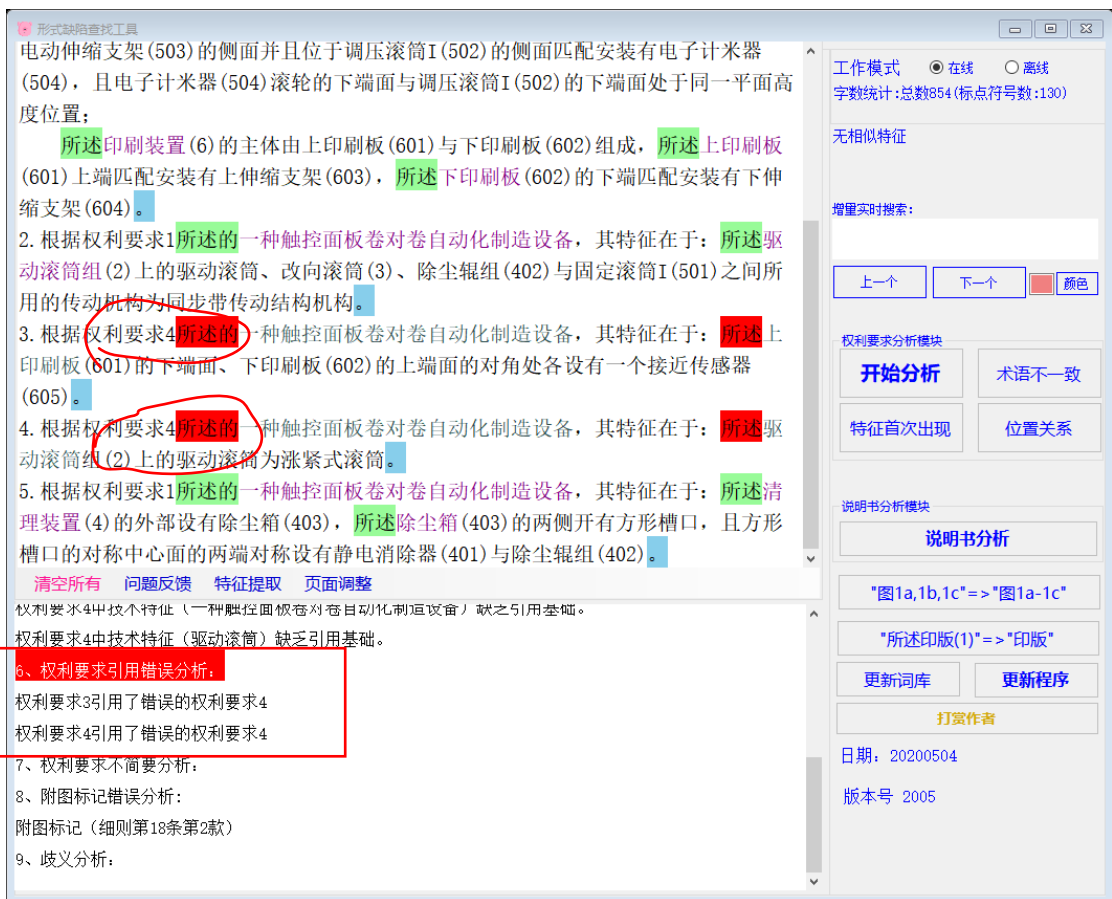 形式缺陷查找工具
电动伸缩支架(503)的侧面并且位于调压滚筒I(502)的侧面匹配安装有电子计米器
(504)，且电子计米器(504)滚轮的下端面与调压滚筒I(502)的下端面处于同一平面高
度位置；
所述印刷装置(6)的主体由上印刷板(601)与下印刷板(602)组成，所述上印刷板
(601)上端匹配安装有上伸缩支架(603)，所述下印刷板(602)的下端匹配安装有下伸
缩支架(604)。
2.根据权利要求1所述的一种触控面板卷对卷自动化制造设备，其特征在于：所述驱
动滚筒组(2)上的驱动滚筒、改向滚筒(3)、除尘辊组(402)与固定滚筒I(501)之间所
用的传动机构为同步带传动结构机构。
3.根据权利要求4所述的一种触控面板卷对卷自动化制造设备，其特征在于：所述上
印刷板(601)的下端面、下印刷板(602)的上端面的对角处各设有一个接近传感器
(605)。
4.根据权利要求4所述的一种触控面板卷对卷自动化制造设备，其特征在于：所述驱
动滚筒组(2)上的驱动滚筒为涨紧式滚筒。
5.根据权利要求1所述的一种触控面板卷对卷自动化制造设备，其特征在于：所述清
理装置(4)的外部设有除尘箱(403)，所述除尘箱(403)的两侧开有方形槽口，且方形
槽口的对称中心面的两端对称设有静电消除器(401)与除尘辊组(402)。
清空所有 问题反馈 特征提取 页面调整
权利要求4中技术特征（一种触控面板卷对卷自动化制造设备）缺乏引用基础。
权利要求4中技术特征（驱动滚筒）缺乏引用基础。
6、权利要求引用错误分析：
权利要求3引用了错误的权利要求4
权利要求4引用了错误的权利要求4
7、权利要求不简要分析：
8、附图标记错误分析：
附图标记（细则第18条第2款）
9、歧义分析：
工作模式 在线 离线
字数统计:总数854(标点符号数:130)
无相似特征
增量实时搜索：
上一个 下一个 颜色
权利要求分析模块
开始分析 术语不一致
特征首次出现 位置关系
说明书分析模块
说明书分析
"图1a,1b,1c"=>"图1a-1c"
"所述印版(1)"=>"印版"
更新词库 更新程序
打赏作者
日期：20200504
版本号 2005